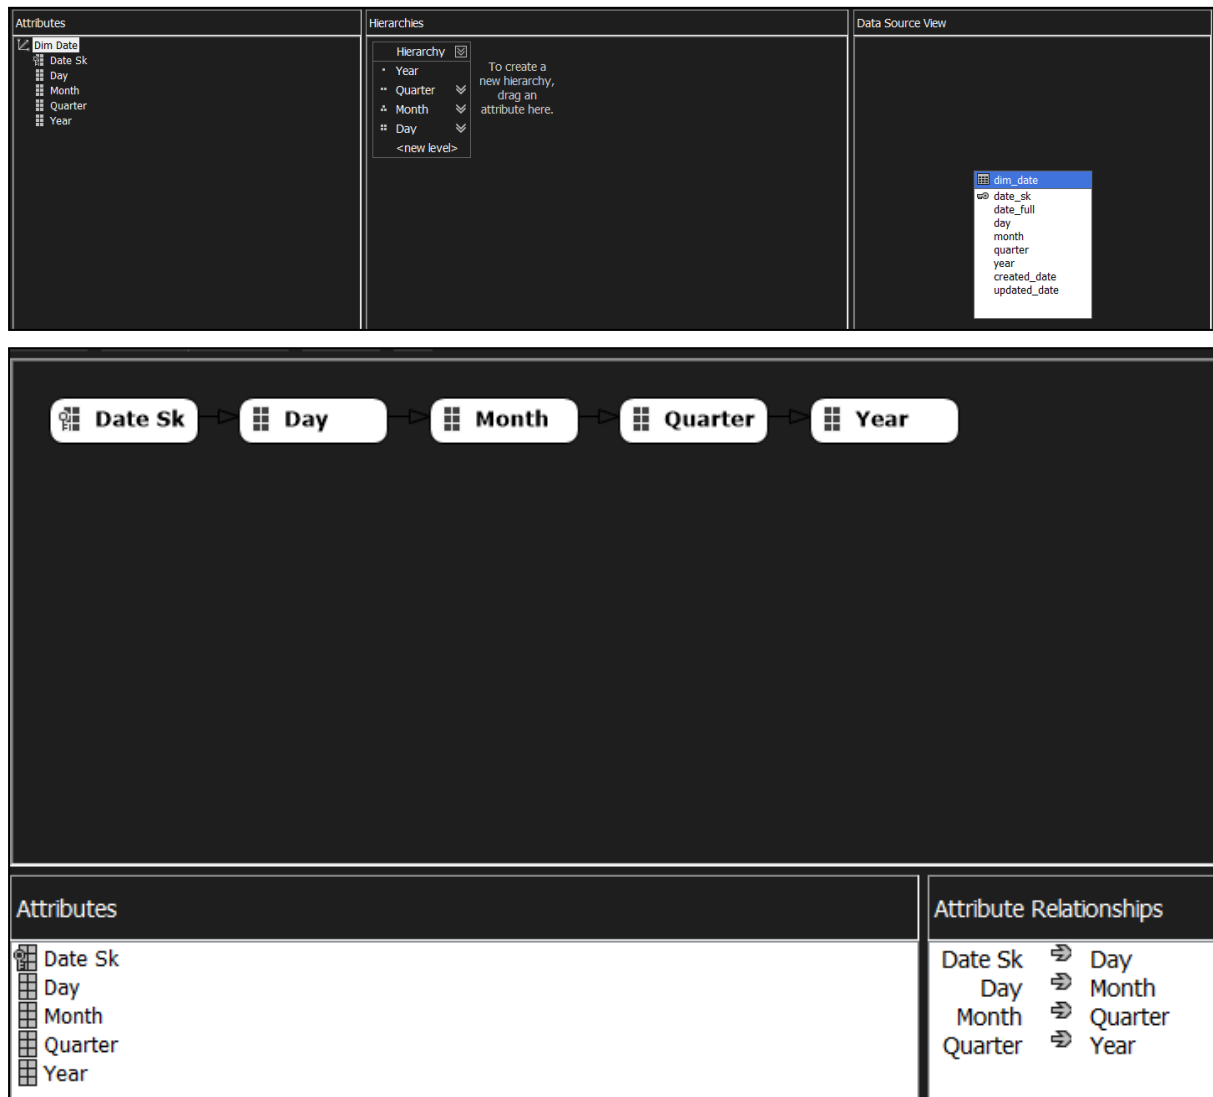 Attributes
Dim Date
Date Sk
Day
Month
Quarter
Year
Hierarchies
Hierarchy
Year
Quarter
Month
Day
<new level>
To create a
new hierarchy,
drag an
attribute here.
Data Source View
dim_date
date_sk
date_full
day
month
quarter
year
created_date
updated_date
Date Sk Day Month Quarter Year
Attributes
Date Sk
Day
Month
Quarter
Year
Attribute Relationships
Date Sk Day
Day Month
Month Quarter
Quarter Year